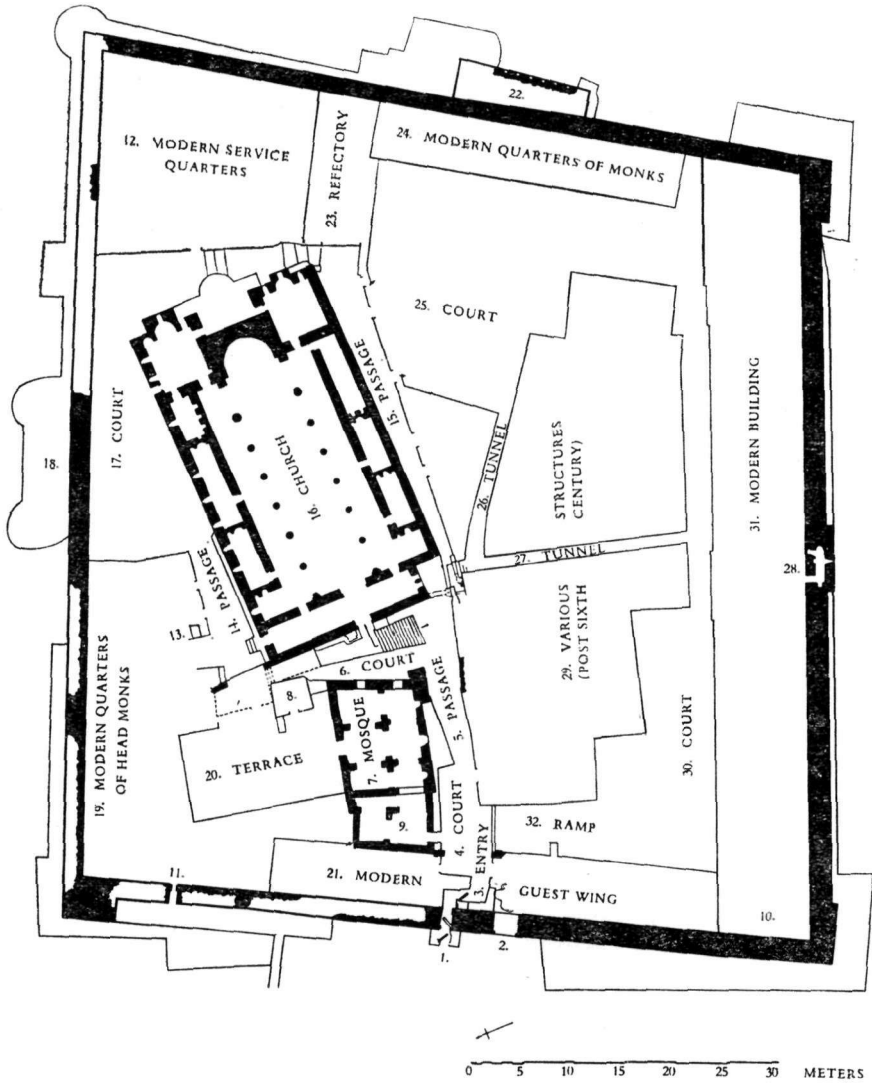 22.
12. MODERN SERVICE
QUARTERS
23. REFECTORY
24. MODERN QUARTERS OF MONKS
25. COURT
15. PASSAGE
17. COURT
18.
16. CHURCH
26. TUNNEL
STRUCTURES
CENTURY)
31. MODERN BUILDING
27. TUNNEL
28.
14. PASSAGE
13.
29. VARIOUS
(POST SIXTH
6. COURT
5. PASSAGE
8.
7. MOSQUE
19. MODERN QUARTERS
OF HEAD MONKS
20. TERRACE
30. COURT
9.
4. COURT
32. RAMP
3. ENTRY
11.
21. MODERN
GUEST WING
10.
1.
2.
0 5 10 15 20 25 30 METERS